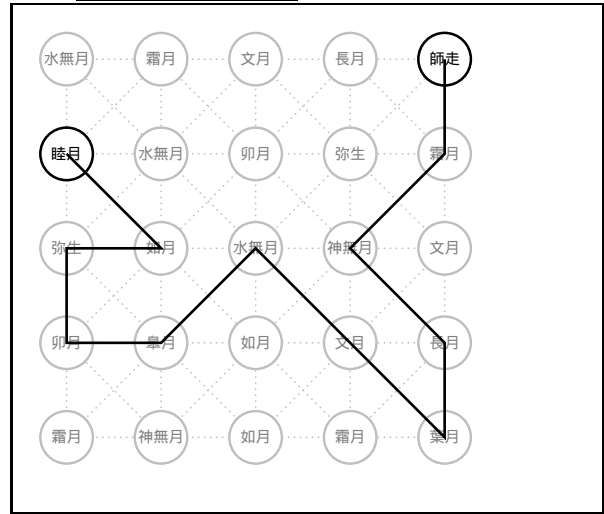 水無月 霜月 文月 長月 師走
睦月 水無月 卯月 弥生 霜月
弥生 如月 水無月 神無月 文月
卯月 皐月 如月 文月 長月
霜月 神無月 如月 霜月 葉月